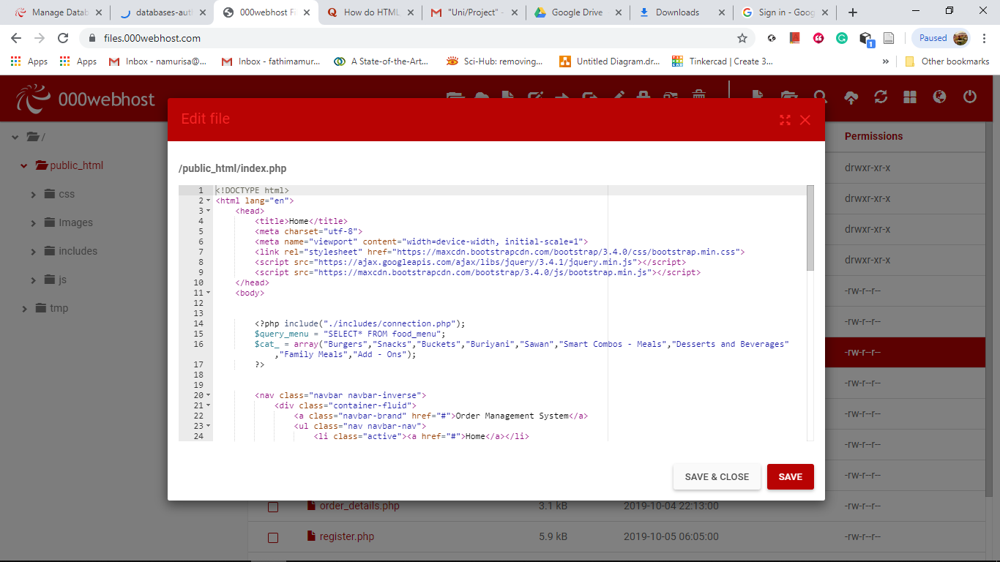 Manage Datab
databases-aut
000webhost Fi
How do HTML
"Uni/Project" -
Google Drive
Downloads
Sign in - Goog
files.000webhost.com
1
Paused
Apps
Apps
Inbox - namurisa@...
Inbox - fathimamur...
A State-of-the-Art...
Sci-Hub: removing...
Untitled Diagram.dr...
Tinkercad | Create 3...
»
Other bookmarks
000webhost
Edit file
/
public_html
css
Images
includes
js
tmp
Permissions
drwxr-xr-x
drwxr-xr-x
drwxr-xr-x
drwxr-xr-x
-rw-r--r--
-rw-r--r--
-rw-r--r--
-rw-r--r--
-rw-r--r--
-rw-r--r--
-rw-r--r--
/public_html/index.php
1 <!DOCTYPE html>
2 <html lang="en">
3 <head>
4 <title>Home</title>
5 <meta charset="utf-8">
6 <meta name="viewport" content="width=device-width, initial-scale=1">
7 <link rel="stylesheet" href="https://maxcdn.bootstrapcdn.com/bootstrap/3.4.0/css/bootstrap.min.css">
8 <script src="https://ajax.googleapis.com/ajax/libs/jquery/3.4.1/jquery.min.js"></script>
9 <script src="https://maxcdn.bootstrapcdn.com/bootstrap/3.4.0/js/bootstrap.min.js"></script>
10 </head>
11 <body>
12
13
14 <?php include("./includes/connection.php");
15 $query_menu = "SELECT* FROM food_menu";
16 $cat_ = array("Burgers","Snacks","Buckets","Buriyani","Sawan","Smart Combos - Meals","Desserts and Beverages"
,"Family Meals","Add - Ons");
17 ?>
18
19
20 <nav class="navbar navbar-inverse">
21 <div class="container-fluid">
22 <a class="navbar-brand" href="#">Order Management System</a>
23 <ul class="nav navbar-nav">
24 <li class="active"><a href="#">Home</a></li>
SAVE & CLOSE
SAVE
order_details.php 3.1 kB 2019-10-04 22:13:00 -rw-r--r--
register.php 5.9 kB 2019-10-05 06:05:00 -rw-r--r--